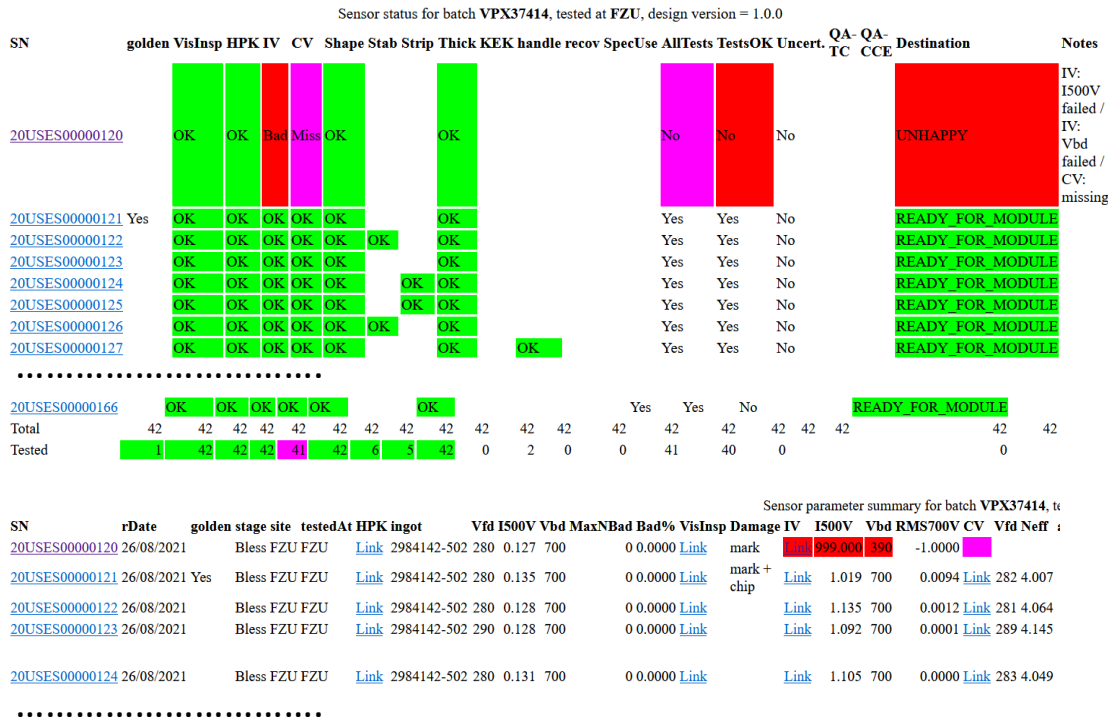 Sensor status for batch VPX37414, tested at FZU, design version = 1.0.0
SN golden VisInsp HPK IV CV Shape Stab Strip Thick KEK handle recov SpecUse AllTests TestsOK Uncert. QA-TC QA-CCE Destination Notes
20USES00000120 OK OK Bad Miss OK OK No No No UNHAPPY IV: I500V failed / IV: Vbd failed / CV: missing
20USES00000121 Yes OK OK OK OK OK OK Yes Yes No READY_FOR_MODULE
20USES00000122 OK OK OK OK OK OK OK Yes Yes No READY_FOR_MODULE
20USES00000123 OK OK OK OK OK OK Yes Yes No READY_FOR_MODULE
20USES00000124 OK OK OK OK OK OK OK Yes Yes No READY_FOR_MODULE
20USES00000125 OK OK OK OK OK OK OK Yes Yes No READY_FOR_MODULE
20USES00000126 OK OK OK OK OK OK OK Yes Yes No READY_FOR_MODULE
20USES00000127 OK OK OK OK OK OK OK Yes Yes No READY_FOR_MODULE
20USES00000166 OK OK OK OK OK OK Yes Yes No READY_FOR_MODULE
Total 42 42 42 42 42 42 42 42 42 42 42 42 42 42 42 42 42 42 42
Tested 1 42 42 41 42 6 5 42 0 2 0 0 41 40 0 0
Sensor parameter summary for batch VPX37414, te
SN rDate golden stage site testedAt HPK ingot Vfd I500V Vbd MaxNBad Bad% VisInsp Damage IV I500V Vbd RMS700V CV Vfd Neff
20USES00000120 26/08/2021 Bless FZU FZU Link 2984142-502 280 0.127 700 0 0.0000 Link mark Link 999.000 390 -1.0000
20USES00000121 26/08/2021 Yes Bless FZU FZU Link 2984142-502 280 0.135 700 0 0.0000 Link mark + chip Link 1.019 700 0.0094 Link 282 4.007
20USES00000122 26/08/2021 Bless FZU FZU Link 2984142-502 280 0.128 700 0 0.0000 Link Link 1.135 700 0.0012 Link 281 4.064
20USES00000123 26/08/2021 Bless FZU FZU Link 2984142-502 290 0.128 700 0 0.0000 Link Link 1.092 700 0.0001 Link 289 4.145
20USES00000124 26/08/2021 Bless FZU FZU Link 2984142-502 280 0.131 700 0 0.0000 Link Link 1.105 700 0.0000 Link 283 4.049